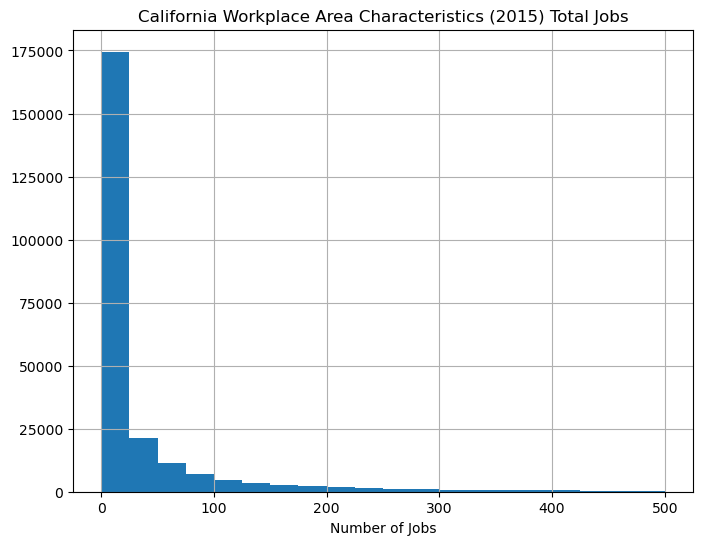 California Workplace Area Characteristics (2015) Total Jobs
175000
150000
125000
100000
75000
50000
25000
0
0 100 200 300 400 500
Number of Jobs